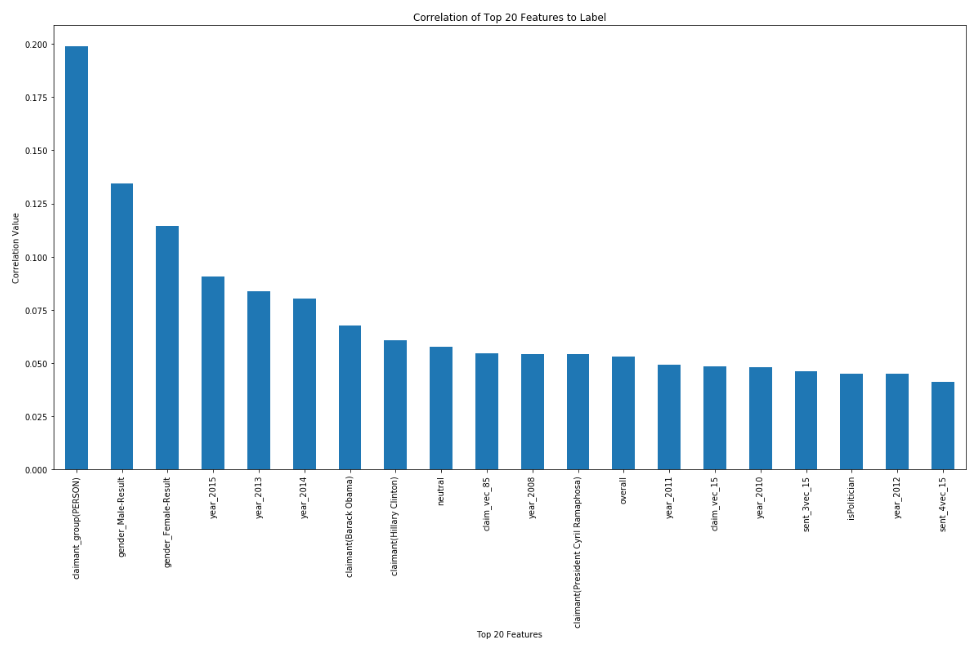 Correlation of Top 20 Features to Label
Correlation Value
0.200
0.175
0.150
0.125
0.100
0.075
0.050
0.025
0.000
claimant_group(PERSON)
gender_Male-Result
gender_Female-Result
year_2015
year_2013
year_2014
claimant(Barack Obama)
claimant(Hillary Clinton)
neutral
claim_vec_85
year_2008
claimant(President Cyril Ramaphosa)
overall
year_2011
claim_vec_15
year_2010
sent_3vec_15
isPolitician
year_2012
sent_4vec_15
Top 20 Features